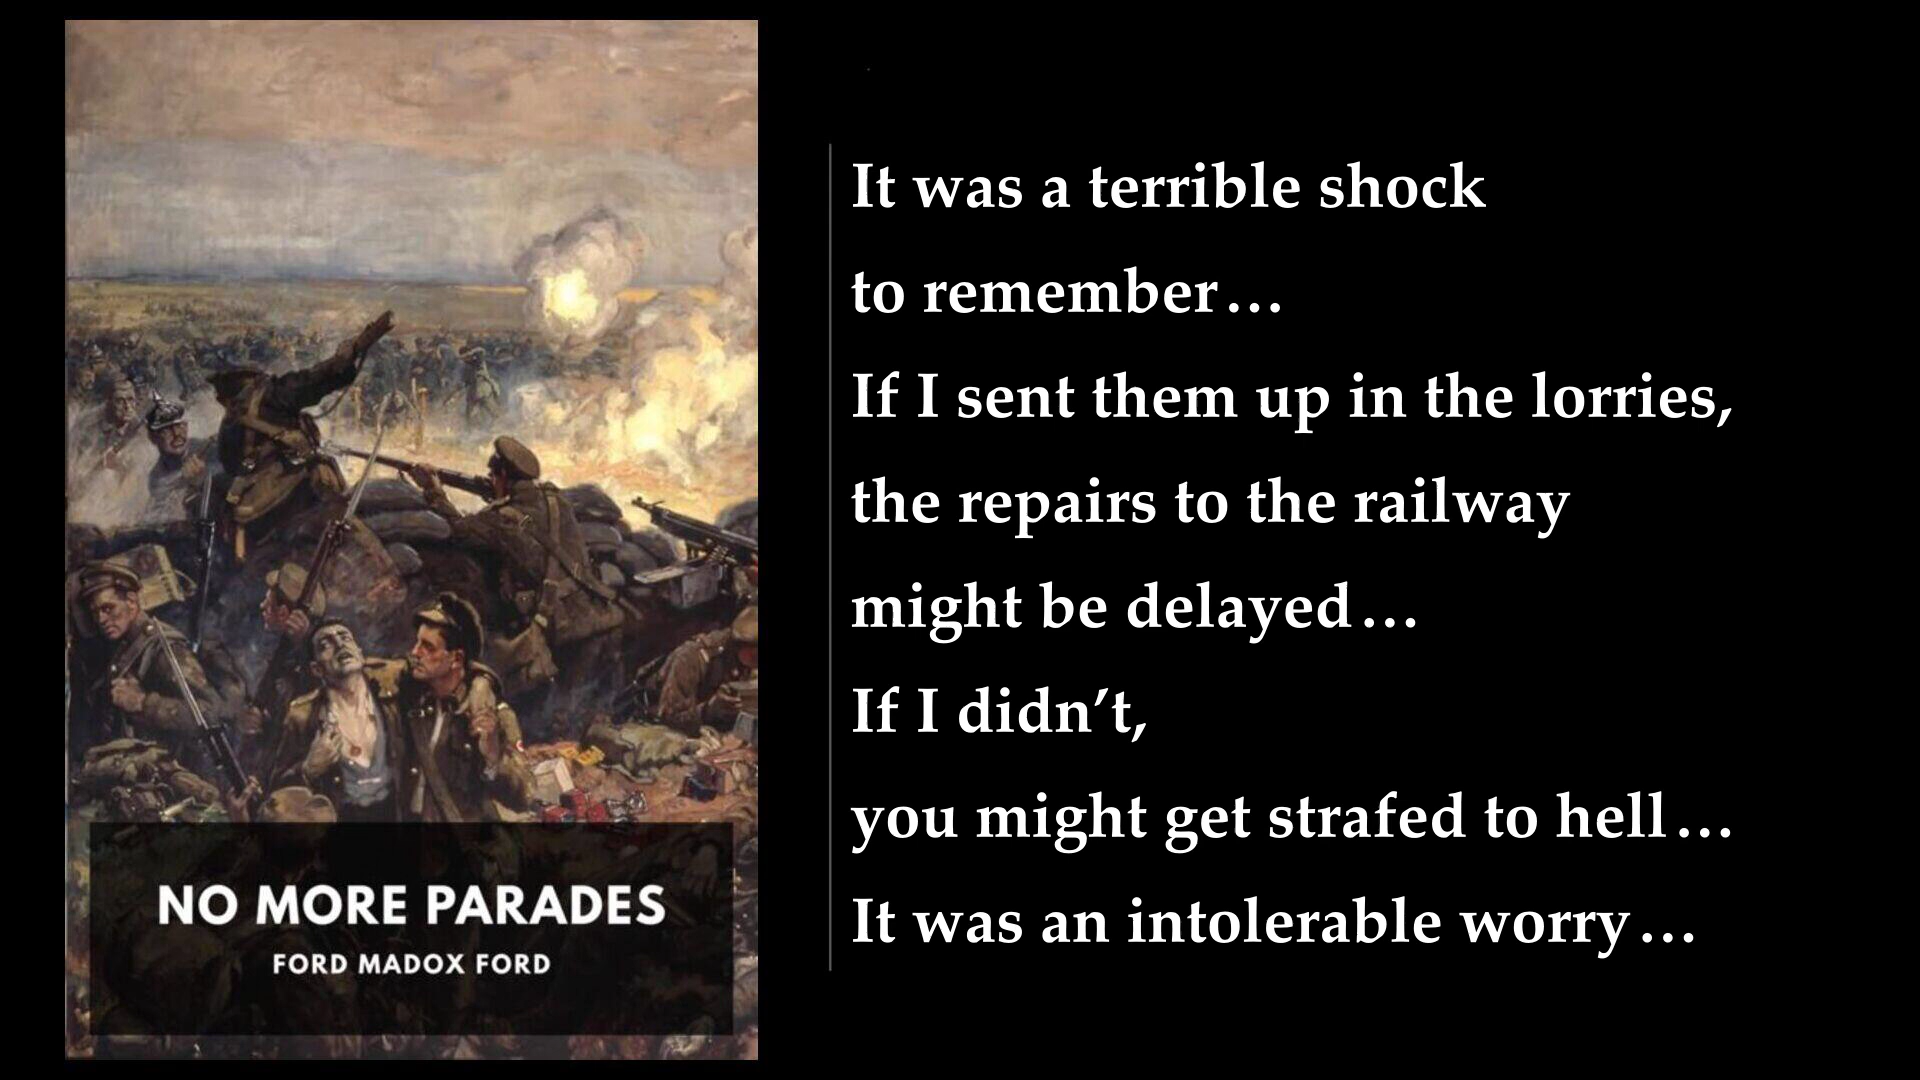 It was a terrible shock
to remember…
If I sent them up in the lorries,
the repairs to the railway
might be delayed…
If I didn’t,
you might get strafed to hell…
It was an intolerable worry…
NO MORE PARADES
FORD MADOX FORD